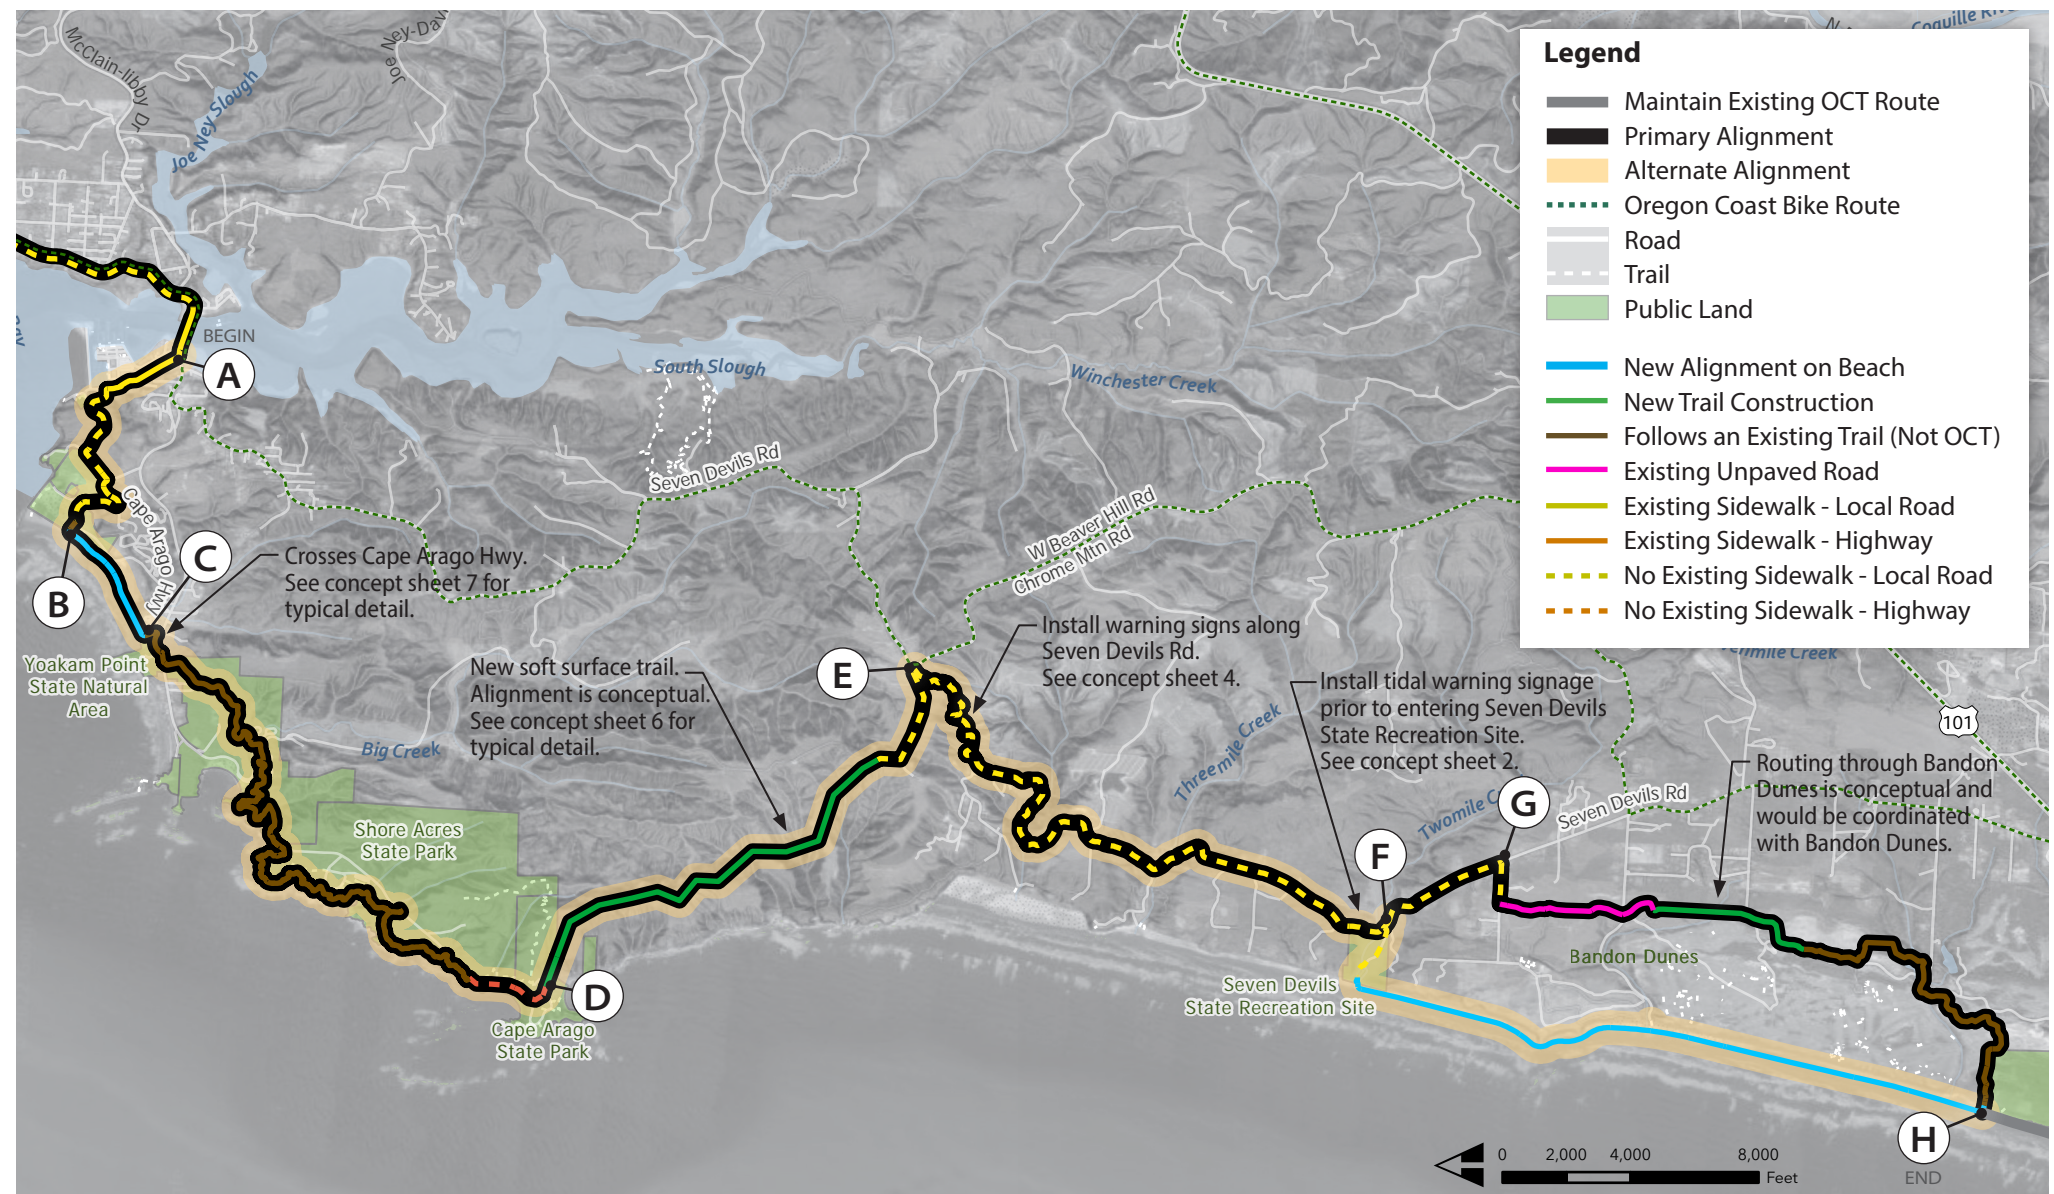 McClain-libby Dr
Joe Ney Slough
Legend
Maintain Existing OCT Route
Primary Alignment
Alternate Alignment
Oregon Coast Bike Route
Road
Trail
Public Land
New Alignment on Beach
New Trail Construction
Follows an Existing Trail (Not OCT)
Existing Unpaved Road
Existing Sidewalk - Local Road
Existing Sidewalk - Highway
No Existing Sidewalk - Local Road
No Existing Sidewalk - Highway
BEGIN
A
South Slough
Winchester Creek
Seven Devils Rd
W Beaver Hill Rd
Chrome Mtn Rd
Cape Arago Hwy
B
C
Crosses Cape Arago Hwy.
See concept sheet 7 for
typical detail.
Yoakam Point
State Natural
Area
Big Creek
New soft surface trail.
Alignment is conceptual.
See concept sheet 6 for
typical detail.
E
Install warning signs along
Seven Devils Rd.
See concept sheet 4.
Threemile Creek
Install tidal warning signage
prior to entering Seven Devils
State Recreation Site.
See concept sheet 2.
101
Routing through Bandon
Dunes is conceptual and
would be coordinated
with Bandon Dunes.
Twomile C
G
Seven Devils Rd
F
Shore Acres
State Park
D
Cape Arago
State Park
Seven Devils
State Recreation Site
Bandon Dunes
H
END
0 2,000 4,000 8,000
Feet